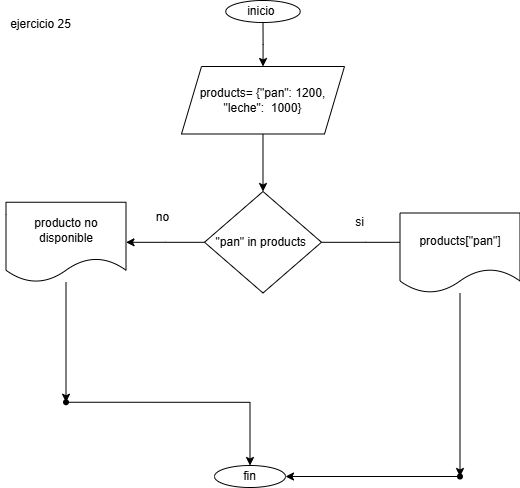 inicio
ejercicio 25
products= {"pan": 1200,
"leche":  1000}
no
si
producto no
disponible
"pan" in products
products["pan"]
fin